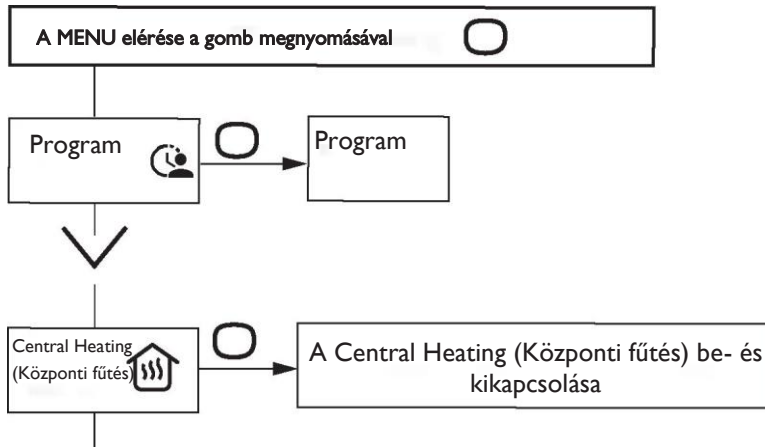 A MENU elérése a gomb megnyomásával
Program
Program
Central Heating
(Központi fűtés)
A Central Heating (Központi fűtés) be- és
kikapcsolása